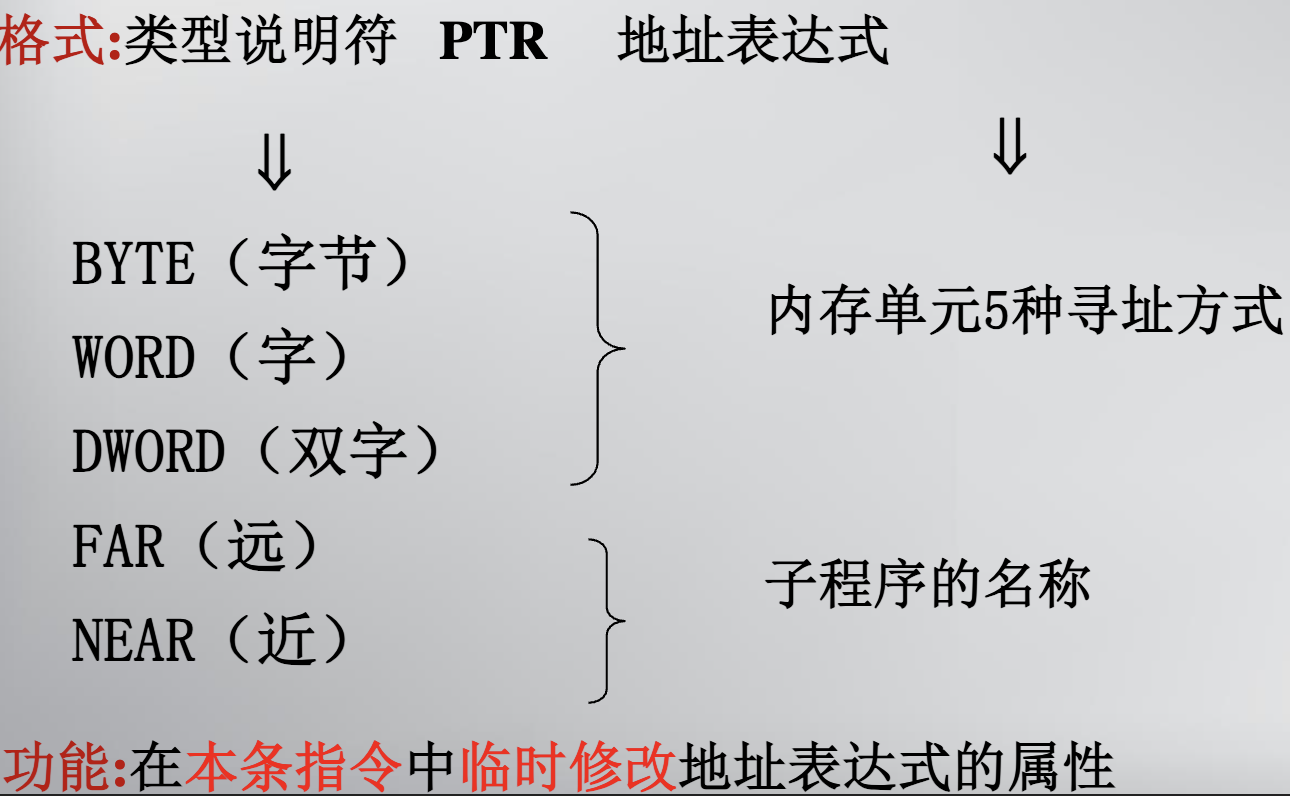 格式:类型说明符 PTR 地址表达式
⇓ ⇓
BYTE（字节）
内存单元5种寻址方式
WORD（字）
DWORD（双字）
FAR（远）
子程序的名称
NEAR（近）
功能:在本条指令中临时修改地址表达式的属性